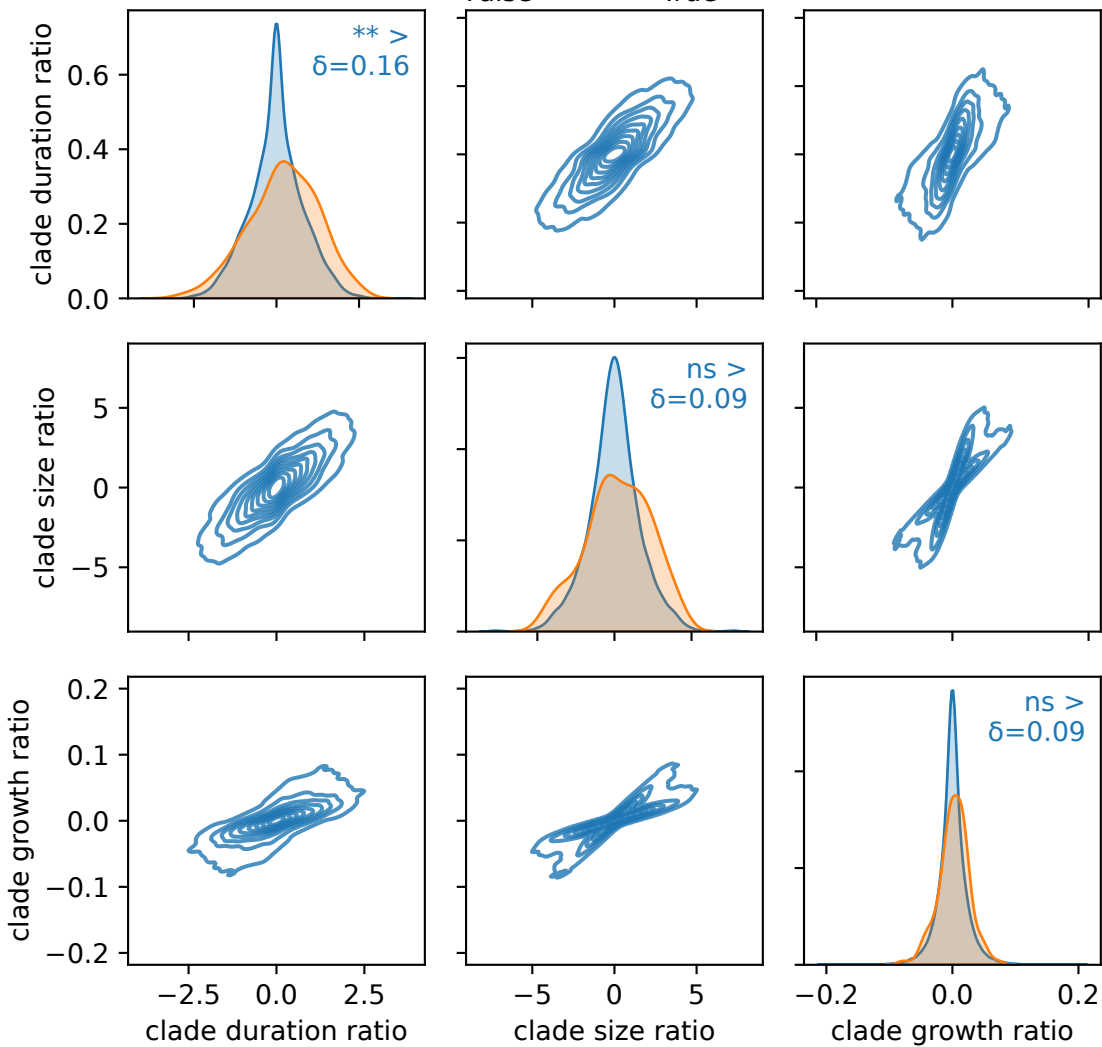 clade duration ratio
0.6
0.4
0.2
0.0
** >
δ=0.16
clade size ratio
5
0
−5
ns >
δ=0.09
clade growth ratio
0.2
0.1
0.0
−0.1
−0.2
ns >
δ=0.09
−2.5 0.0 2.5
−5 0 5
−0.2 0.0 0.2
clade duration ratio
clade size ratio
clade growth ratio